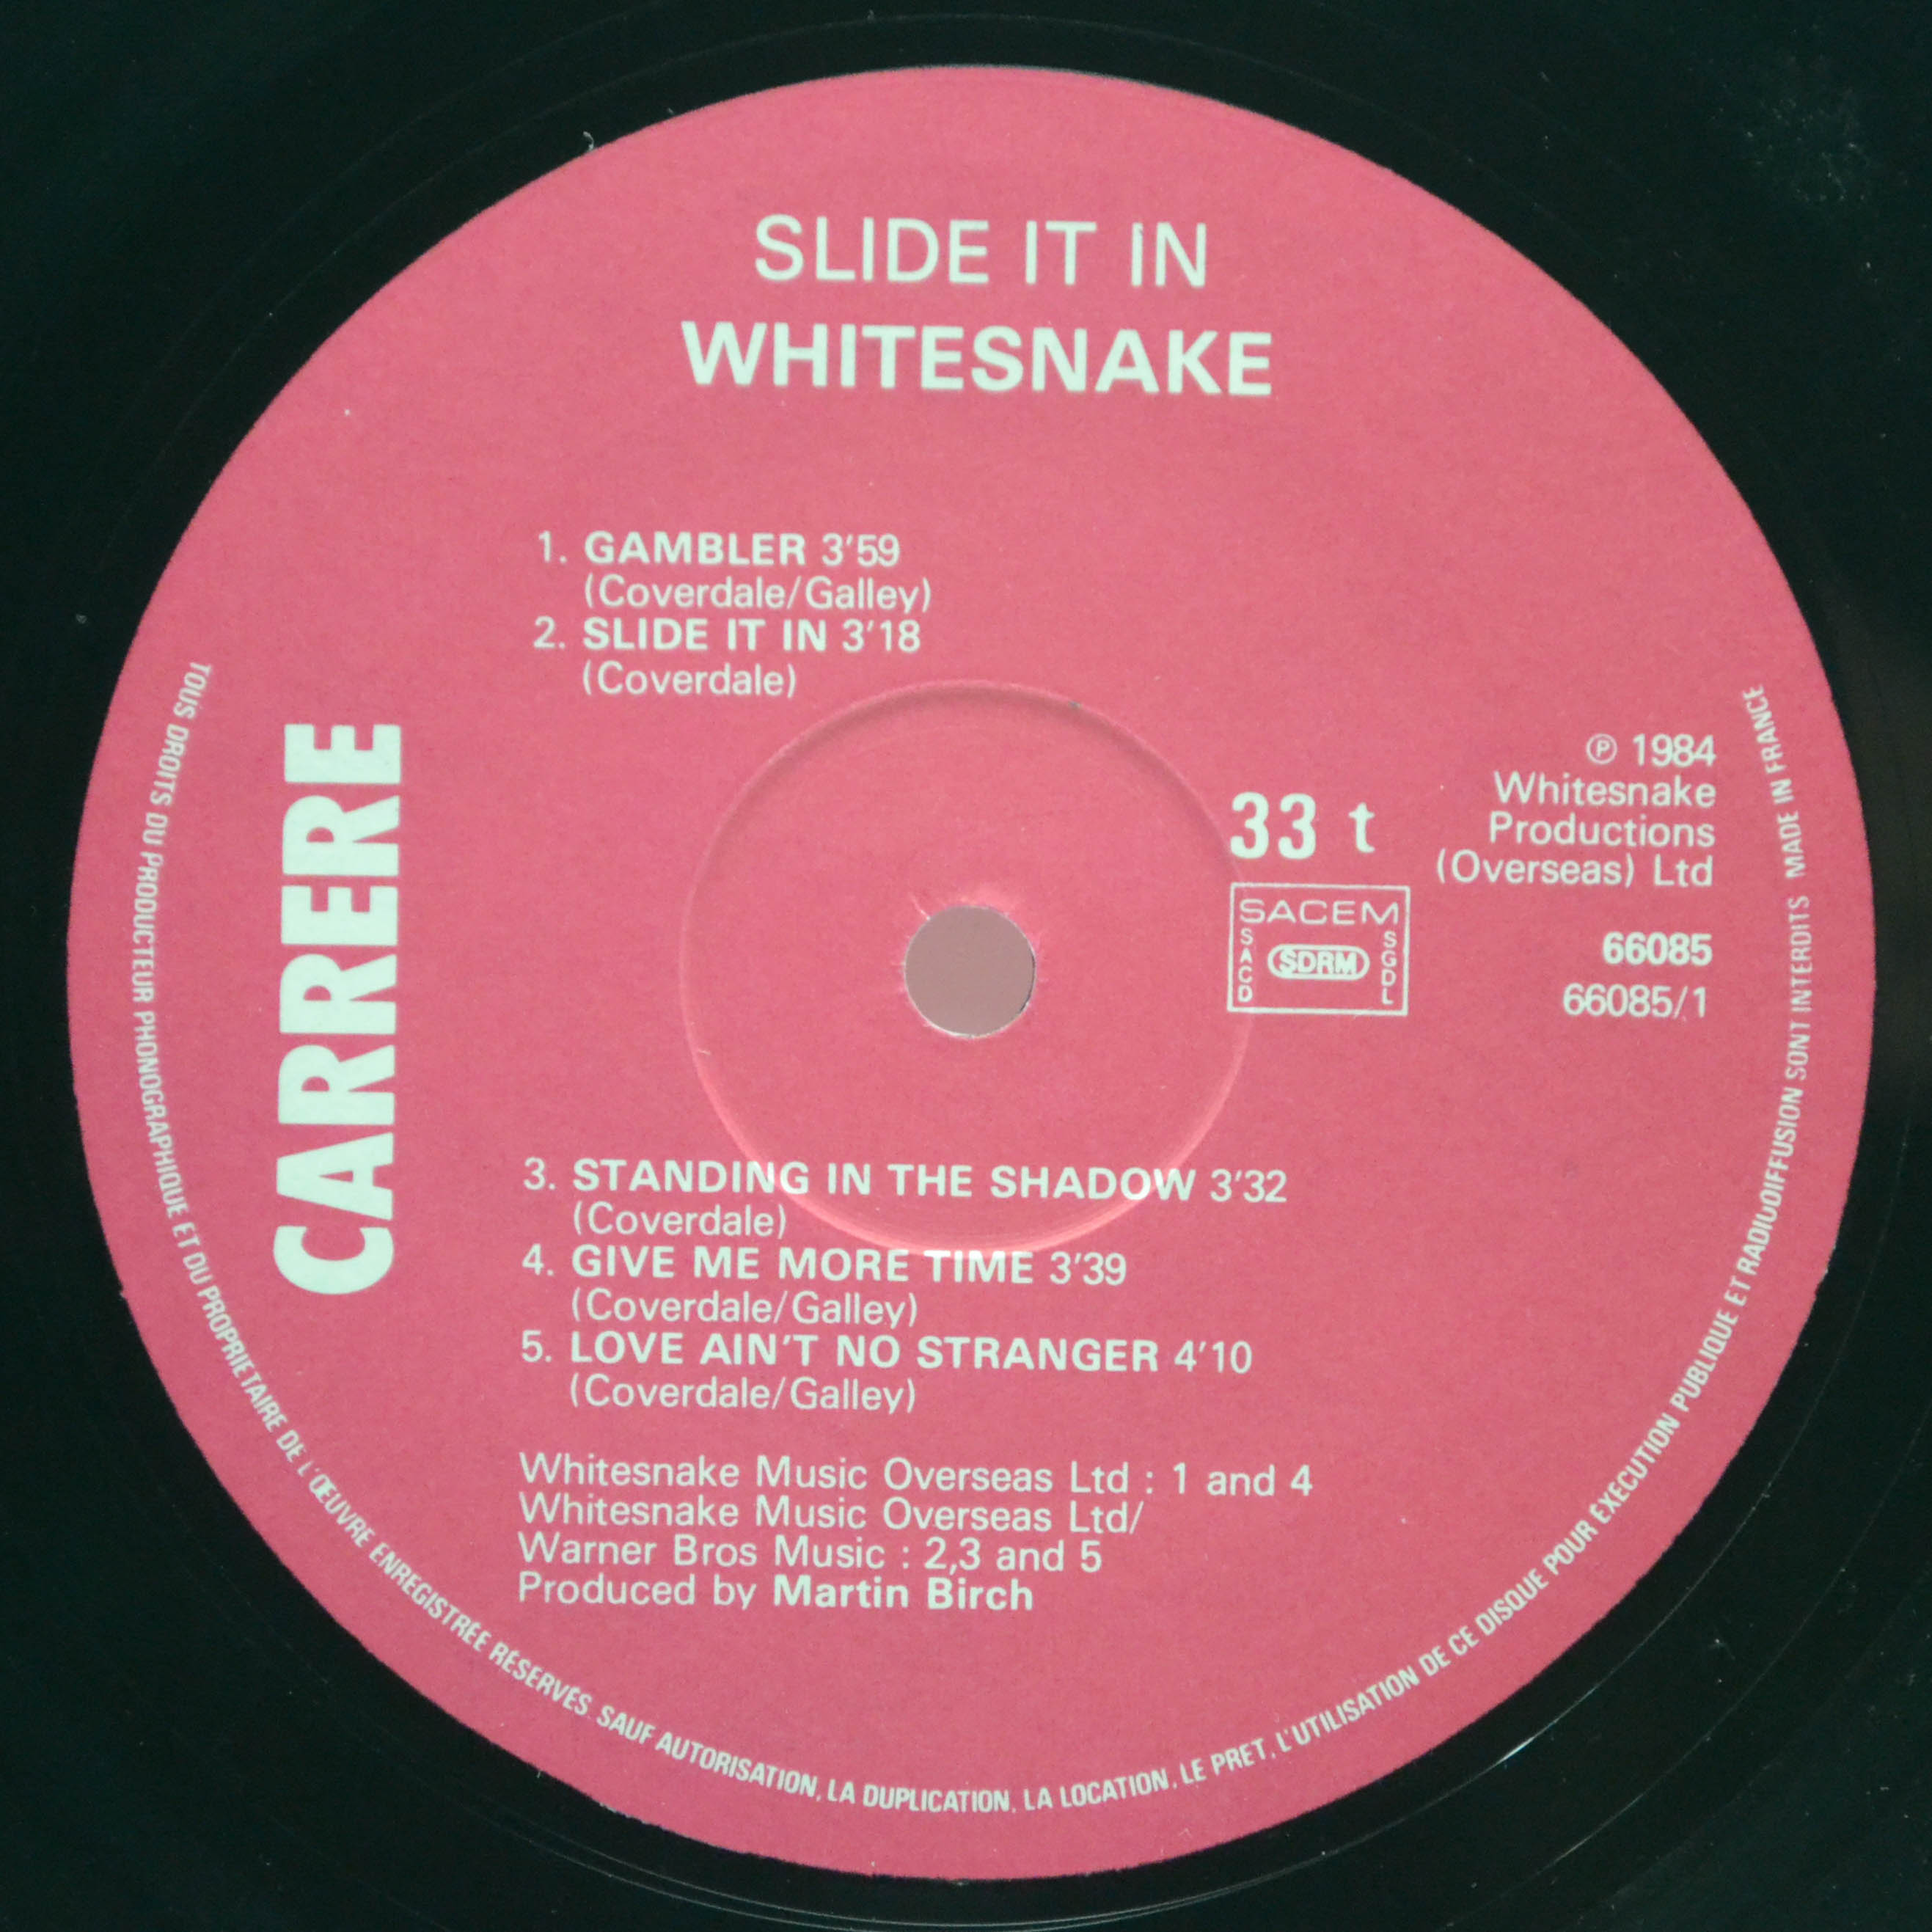 SLIDE IT IN
WHITESNAKE
1. GAMBLER 3'59
(Coverdale/Galley)
2. SLIDE IT IN 3'18
(Coverdale)
CARRERE
33 t
SACEM
SACD
SDRM
SGDL
℗ 1984
Whitesnake
Productions
(Overseas) Ltd
66085
66085/1
3. STANDING IN THE SHADOW 3'32
(Coverdale)
4. GIVE ME MORE TIME 3'39
(Coverdale/Galley)
5. LOVE AIN'T NO STRANGER 4'10
(Coverdale/Galley)
Whitesnake Music Overseas Ltd : 1 and 4
Whitesnake Music Overseas Ltd/
Warner Bros Music : 2,3 and 5
Produced by Martin Birch
TOUS DROITS DU PRODUCTEUR PHONOGRAPHIQUE ET DU PROPRIETAIRE DE L'ŒUVRE ENREGISTRÉE RÉSERVÉS. SAUF AUTORISATION, LA DUPLICATION, LA LOCATION, LE PRET, L'UTILISATION DE CE DISQUE POUR EXÉCUTION PUBLIQUE ET RADIODIFFUSION SONT INTERDITS MADE IN FRANCE